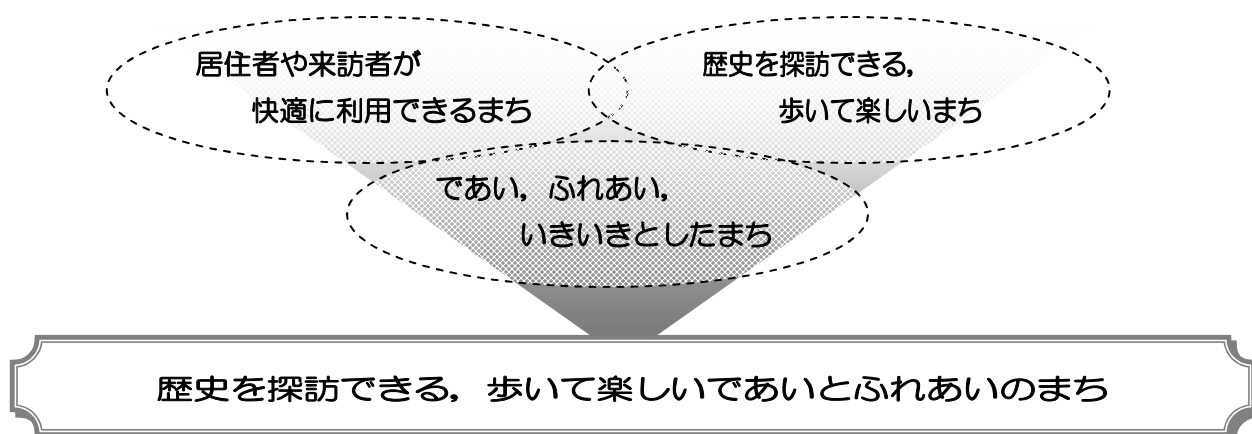 居住者や来訪者が
快適に利用できるまち
歴史を探訪できる，
歩いて楽しいまち
であい，ふれあい，
いきいきとしたまち
歴史を探訪できる，歩いて楽しいであいとふれあいのまち